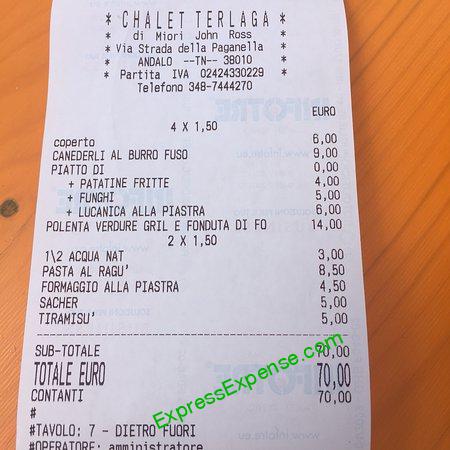 * CHALET TERLAGA *
* di Miori John Ross *
* Via Strada della Paganella *
* ANDALO --TN-- 38010 *
* Partita IVA 02424330229 *
Telefono 348-7444270
EURO
4 X 1,50
coperto 6,00
CANEDERLI AL BURRO FUSO 9,00
PIATTO DI 0,00
+ PATATINE FRITTE 4,00
+ FUNGHI 5,00
+ LUCANICA ALLA PIASTRA 6,00
POLENTA VERDURE GRIL E FONDUTA DI FO 14,00
2 X 1,50
1\2 ACQUA NAT 3,00
PASTA AL RAGU' 8,50
FORMAGGIO ALLA PIASTRA 4,50
SACHER 5,00
TIRAMISU' 5,00
SUB-TOTALE 70,00
TOTALE EURO 70,00
CONTANTI 70,00
#
#TAVOLO: 7 - DIETRO FUORI
#OPERATORE: amministratore
ExpressExpense.com
INFOTRE
www.infotre.eu